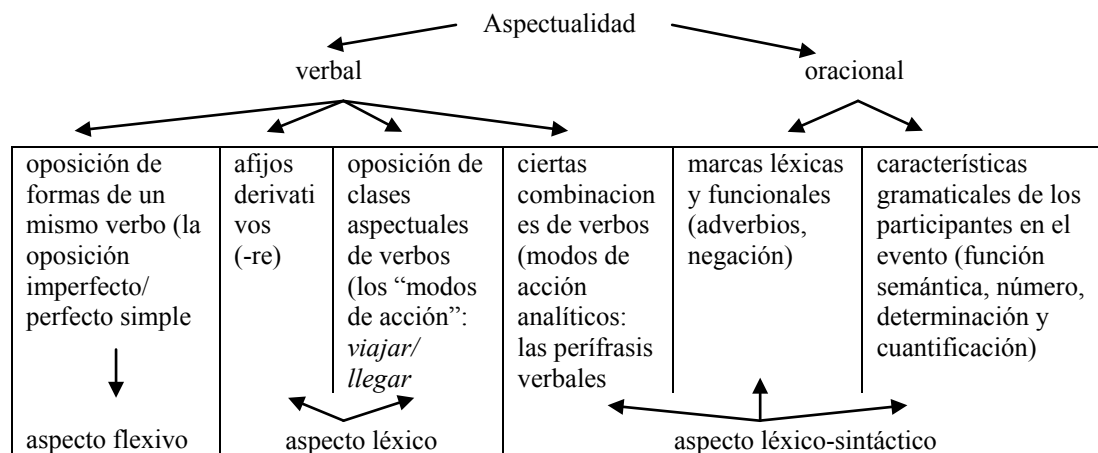 Aspectualidad
verbal
oracional
oposición de
formas de un
mismo verbo (la
oposición
imperfecto/
perfecto simple
afijos
derivati
vos
(-re)
oposición de
clases
aspectuales
de verbos
(los “modos
de acción”:
viajar/
llegar
ciertas
combinacion
es de verbos
(modos de
acción
analíticos:
las perífrasis
verbales
marcas léxicas
y funcionales
(adverbios,
negación)
características
gramaticales de los
participantes en el
evento (función
semántica, número,
determinación y
cuantificación)
aspecto flexivo
aspecto léxico
aspecto léxico-sintáctico